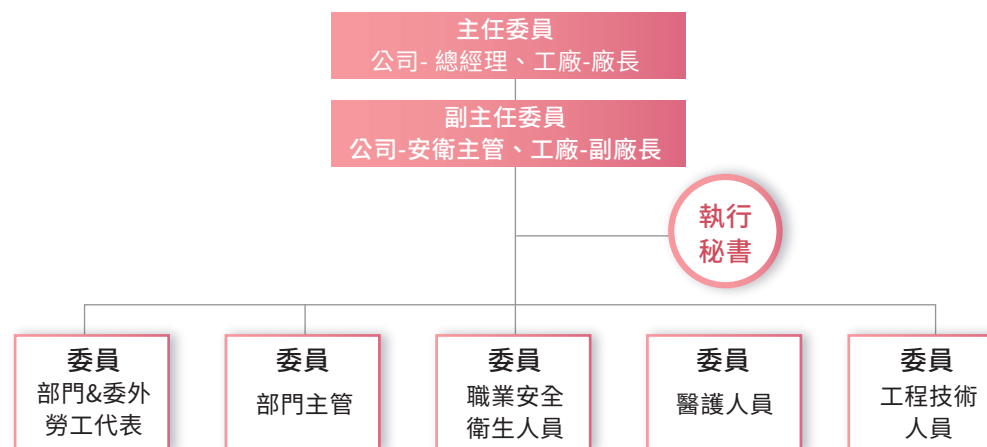 主任委員
公司- 總經理、工廠-廠長
副主任委員
公司-安衛主管、工廠-副廠長
執行
秘書
委員
部門&委外
勞工代表
委員
部門主管
委員
職業安全
衛生人員
委員
醫護人員
委員
工程技術
人員